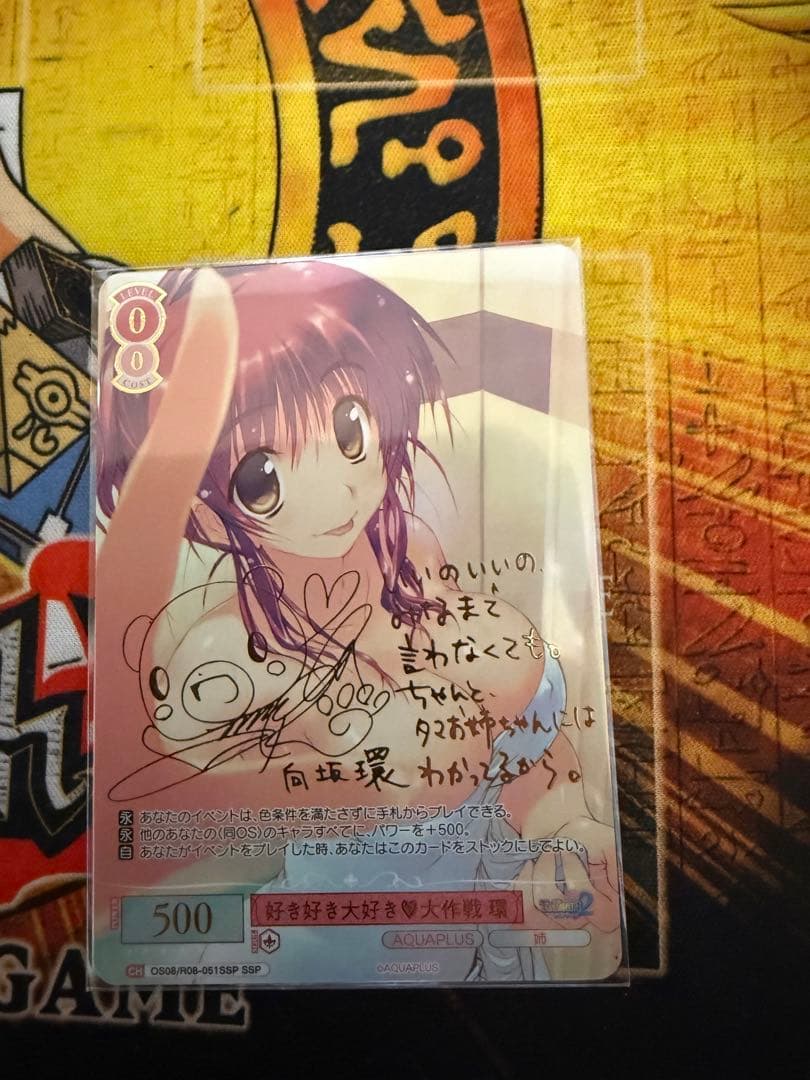 LEVEL
0
0
COST
いいのいいの、
みなまで
言わなくても。
ちゃんと、
タマお姉ちゃんには
わかってるから。
向坂環
永 あなたのイベントは、色条件を満たさずに手札からプレイできる。
永 他のあなたの《同OS》のキャラすべてに、パワーを+500。
自 あなたがイベントをプレイした時、あなたはこのカードをストックにしてよい。
500
好き好き大好き♥大作戦 環
AQUAPLUS
姉
CH OS08/R08-051SSP SSP
©AQUAPLUS
GAME